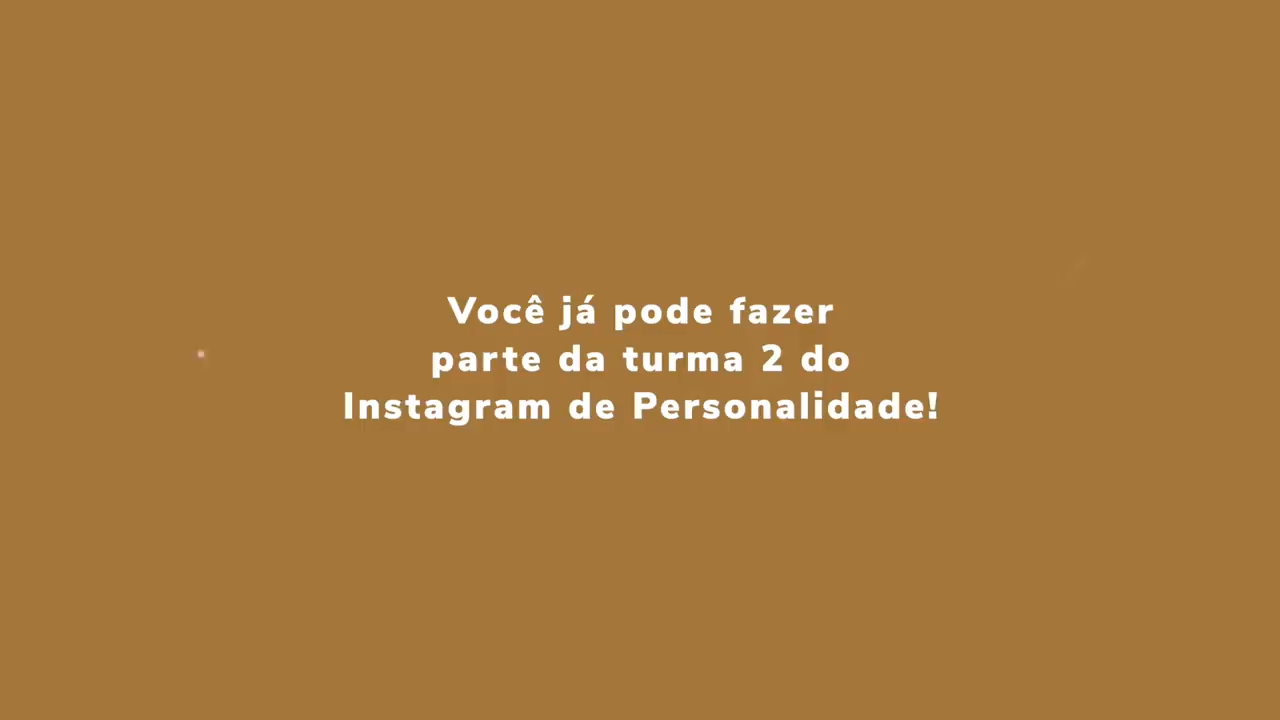 Você já pode fazer
parte da turma 2 do
Instagram de Personalidade!